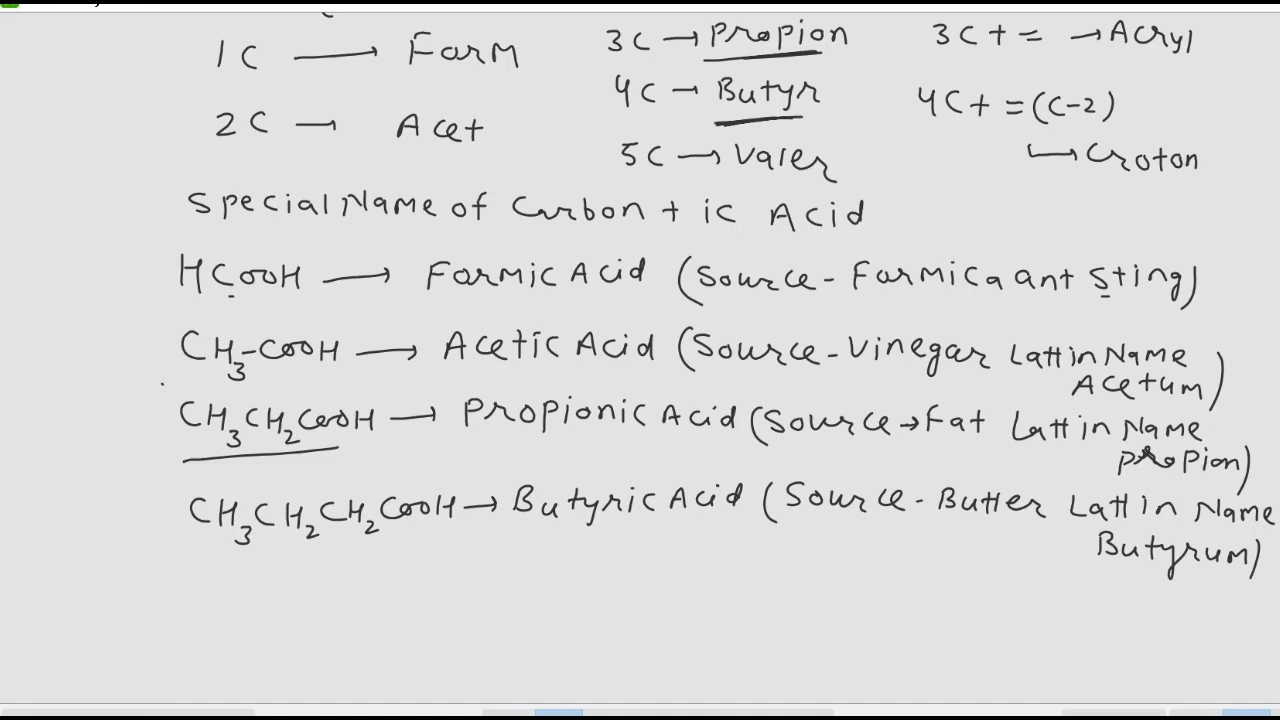 1C → Form
2C → Acet
3C → Propion
4C → Butyr
5C → Valer
3C + = → Acryl
4C + = (C-2)
↳ Croton
Special Name of Carbon + ic Acid
HCOOH → Formic Acid (Source - Formica ant Sting)
CH3-COOH → Acetic Acid (Source - Vinegar Lattin Name
Acetum)
CH3CH2COOH → Propionic Acid (Source → Fat Lattin Name
Propion)
CH3CH2CH2COOH → Butyric Acid (Source - Butter Lattin Name
Butyrum)